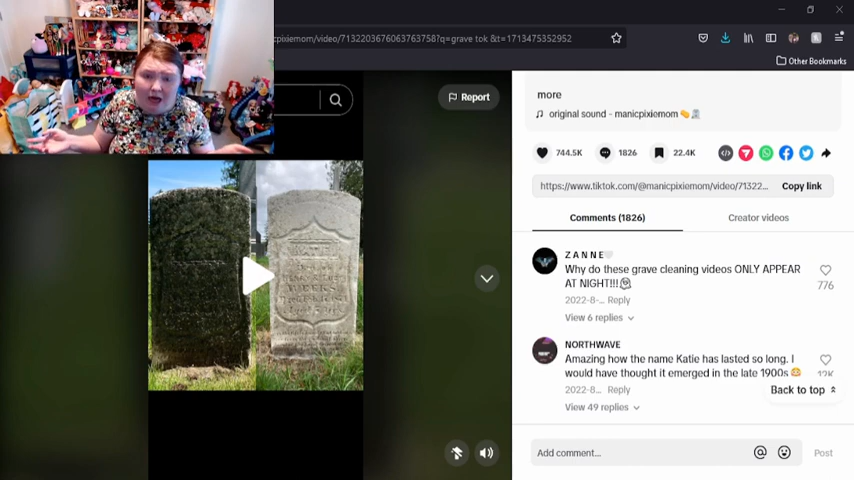 cpixiemom/video/7132203676063763758?q=grave tok &t=1713475352952
Other Bookmarks
Report
more
original sound - manicpixiemom
744.5K
1826
22.4K
https://www.tiktok.com/@manicpixiemom/video/71322...
Copy link
Comments (1826)
Creator videos
Z A N N E
Why do these grave cleaning videos ONLY APPEAR
AT NIGHT!!!
776
2022-8-... Reply
View 6 replies
NORTHWAVE
Amazing how the name Katie has lasted so long. I
would have thought it emerged in the late 1900s
12K
2022-8... Reply
Back to top
View 49 replies
Add comment...
Post
KATIE
WEEKS